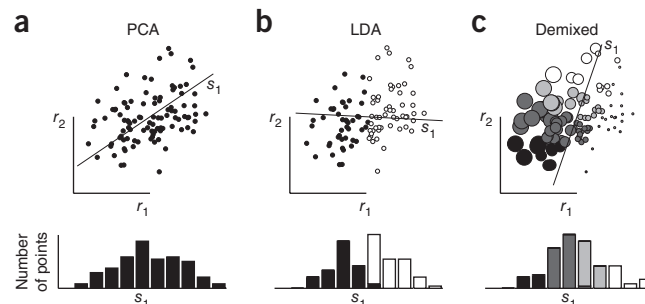 a
PCA
s1
r2
r1
Number
of points
s1
b
LDA
s1
r2
r1
s1
c
Demixed
s1
r2
r1
s1